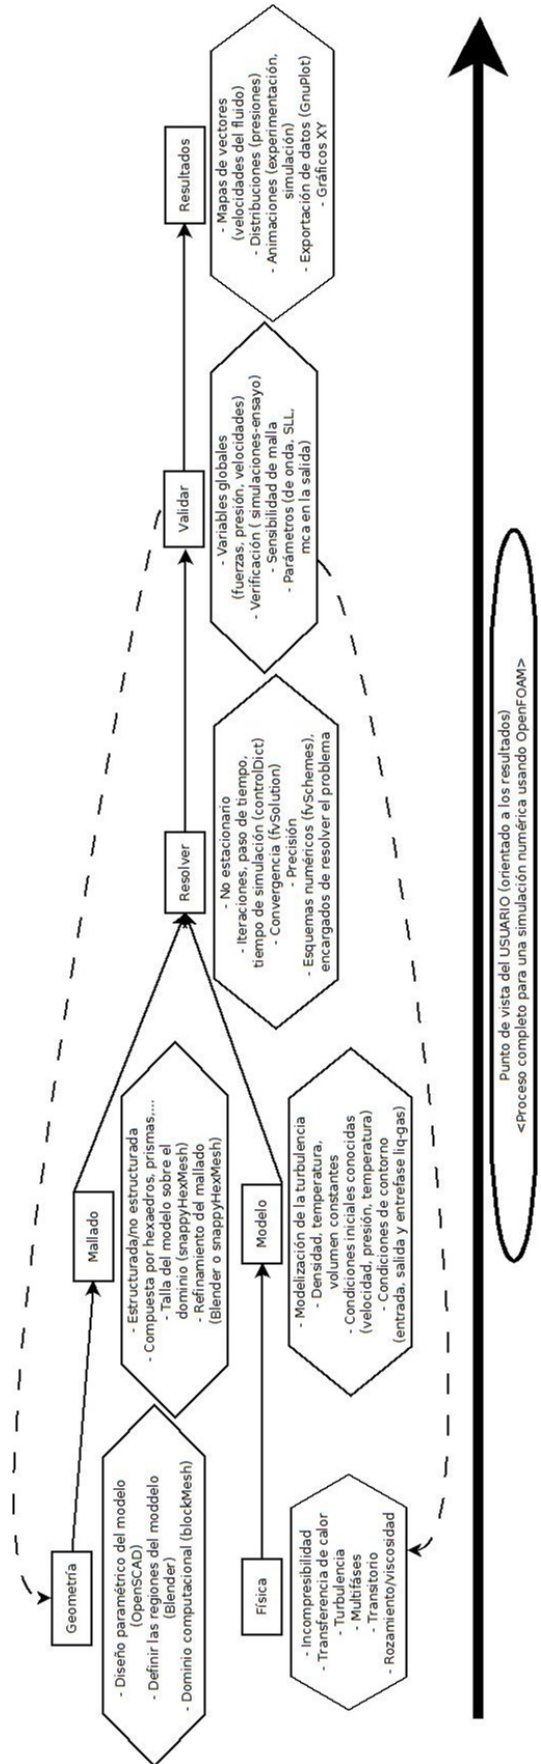 Geometría
- Diseño paramétrico del modelo
(OpenSCAD)
- Definir las regiones del moddelo
(Blender)
- Dominio computacional (blockMesh)
Mallado
- Estructurada/no estructurada
- Compuesta por hexaedros, prismas,...
- Talla del modelo sobre el
dominio (snappyHexMesh)
- Refinamiento del mallado
(Blender o snappyHexMesh)
Física
- Incompresibilidad
- Transferencia de calor
- Turbulencia
- Multifáses
- Transitorio
- Rozamiento/viscosidad
Modelo
- Modelización de la turbulencia
- Densidad, temperatura,
volumen constantes
- Condiciones iniciales conocidas
(velocidad, presión, temperatura)
- Condiciones de contorno
(entrada, salida y entrefase liq-gas)
Resolver
- No estacionario
- Iteraciones, paso de tiempo,
tiempo de simulación (controlDict)
- Convergencia (fvSolution)
- Precisión
- Esquemas numéricos (fvSchemes),
encargados de resolver el problema
Validar
- Variables globales
(fuerzas, presión, velocidades)
- Verificación ( simulaciones-ensayo)
- Sensibilidad de malla
- Parámetros (de onda, SLL,
mca en la salida)
Resultados
- Mapas de vectores
(velocidades del fluido)
- Distribuciones (presiones)
- Animaciones (experimentación,
simulación)
- Exportación de datos (GnuPlot)
- Gráficos XY
Punto de vista del USUARIO (orientado a los resultados)
<Proceso completo para una simulación numérica usando OpenFOAM>